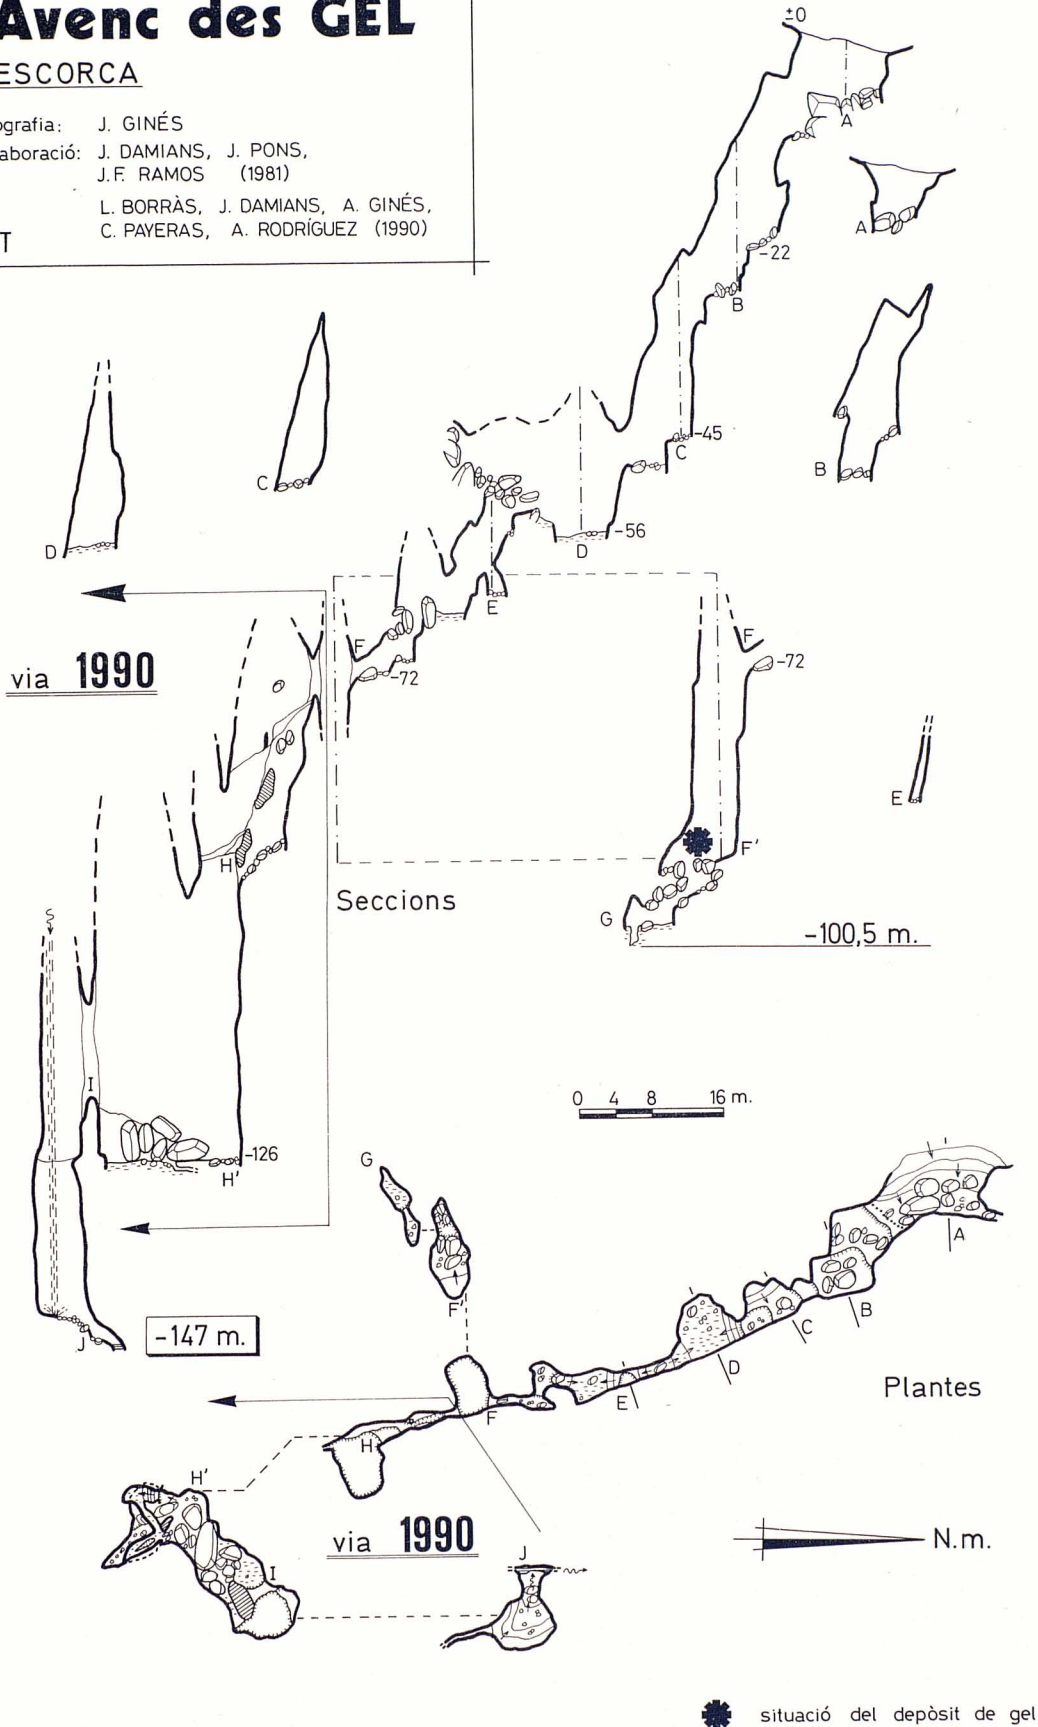 Avenc des GEL
ESCORCA
J. GINÉS
J. DAMIANS, J. PONS,
J.F. RAMOS (1981)
L. BORRÀS, J. DAMIANS, A. GINÉS,
C. PAYERAS, A. RODRÍGUEZ (1990)
±0
A
A
-22
B
B
C
-45
C
D
-56
D
E
F
-72
F
-72
via 1990
E
H
F'
Seccions
G
-100,5 m.
S
I
0 4 8 16 m.
-126
H'
G
A
J
-147 m.
F'
B
C
D
E
Plantes
F
H
H'
via 1990
N.m.
J
I
situació del depòsit de gel